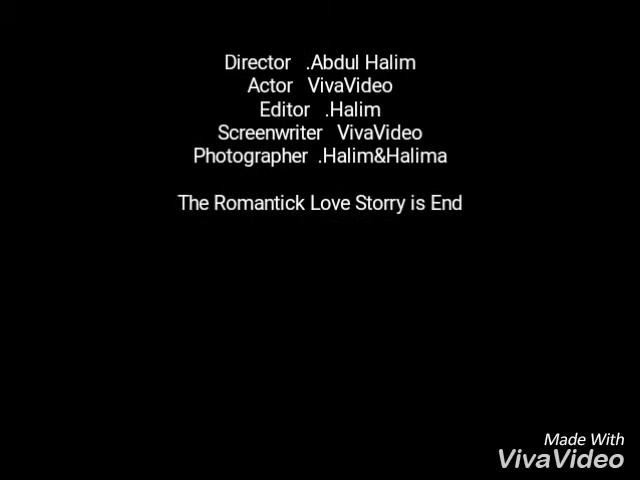 Director .Abdul Halim
Actor VivaVideo
Editor .Halim
Screenwriter VivaVideo
Photographer .Halim&Halima
The Romantick Love Storry is End
Made With
VivaVideo